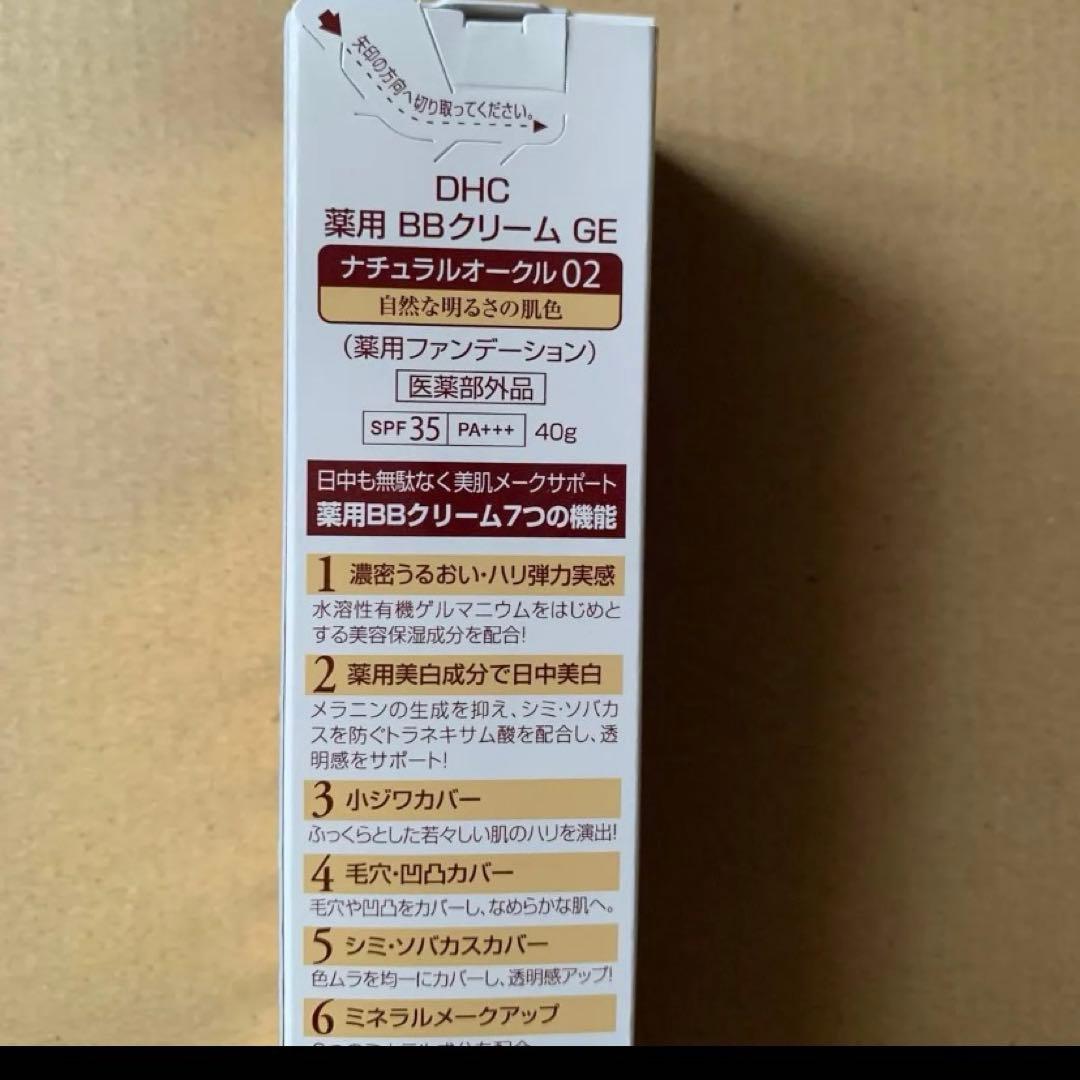 矢印の方向へ切り取ってください。
DHC
薬用 BBクリーム GE
ナチュラルオークル 02
自然な明るさの肌色
（薬用ファンデーション）
医薬部外品
SPF35 PA+++ 40g
日中も無駄なく美肌メークサポート
薬用BBクリーム7つの機能
1 濃密うるおい・ハリ弾力実感
水溶性有機ゲルマニウムをはじめと
する美容保湿成分を配合!
2 薬用美白成分で日中美白
メラニンの生成を抑え、シミ・ソバカ
スを防ぐトラネキサム酸を配合し、透
明感をサポート!
3 小ジワカバー
ふっくらとした若々しい肌のハリを演出!
4 毛穴・凹凸カバー
毛穴や凹凸をカバーし、なめらかな肌へ。
5 シミ・ソバカスカバー
色ムラを均一にカバーし、透明感アップ!
6 ミネラルメークアップ